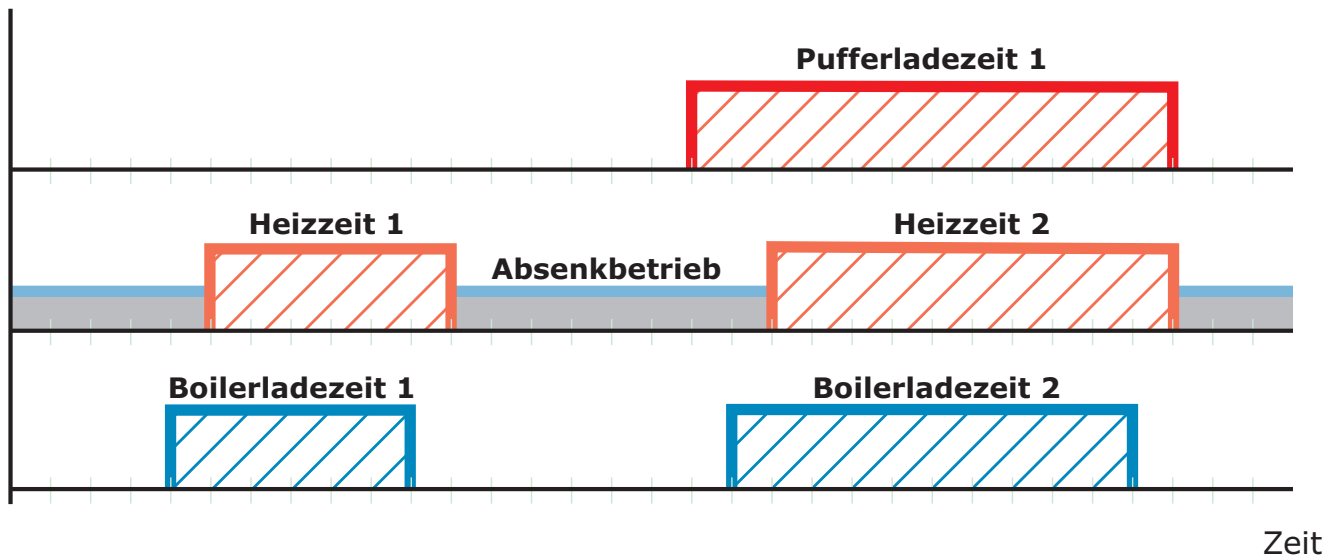 Pufferladezeit 1
Heizzeit 1
Heizzeit 2
Absenkbetrieb
Boilerladezeit 1
Boilerladezeit 2
Zeit